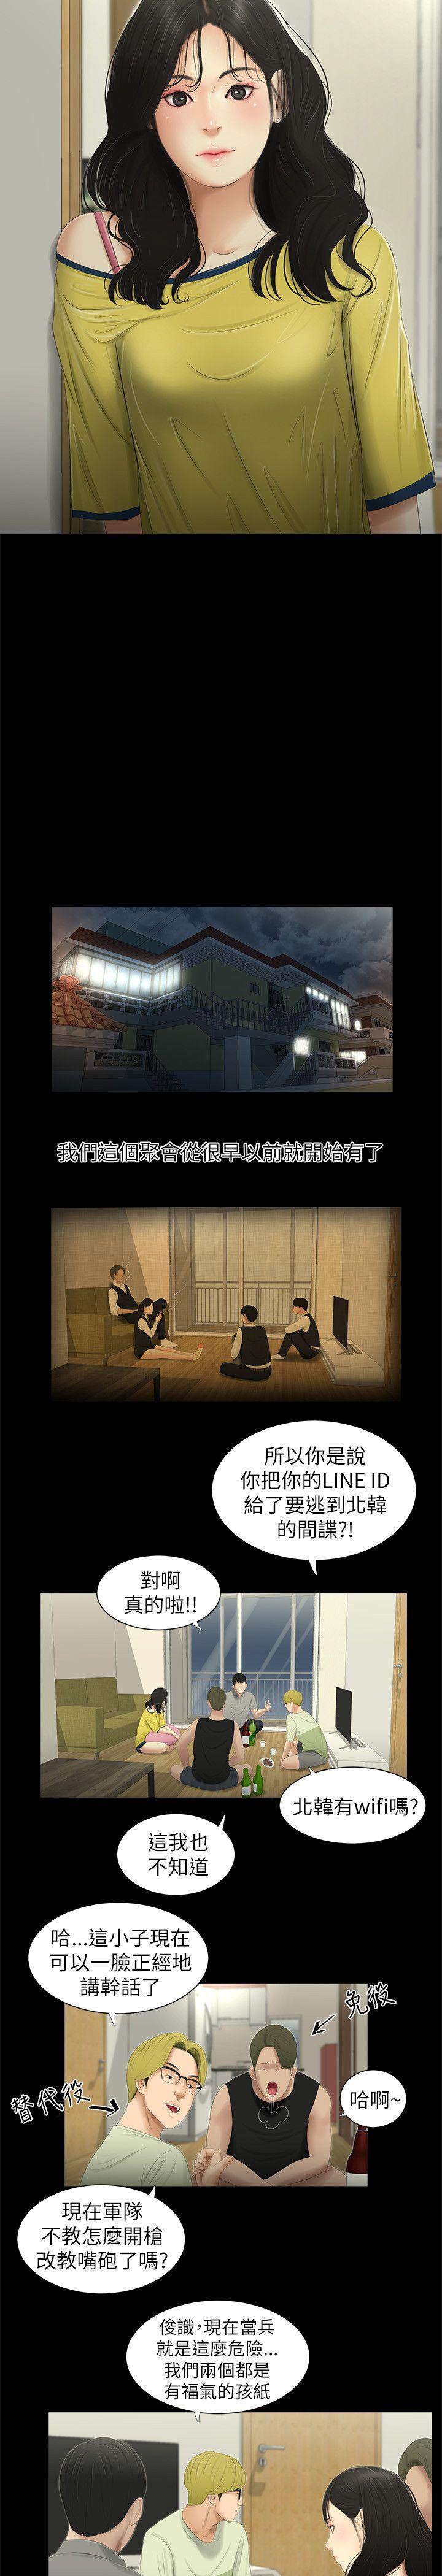 我們這個聚會從很早以前就開始有了
所以你是說
你把你的LINE ID
給了要逃到北韓
的間諜?!
對啊
真的啦!!
北韓有wifi嗎?
這我也
不知道
哈...這小子現在
可以一臉正經地
講幹話了
免役
替代役
哈啊~
現在軍隊
不教怎麼開槍
改教嘴砲了嗎?
俊識,現在當兵
就是這麼危險...
我們兩個都是
有福氣的孩紙